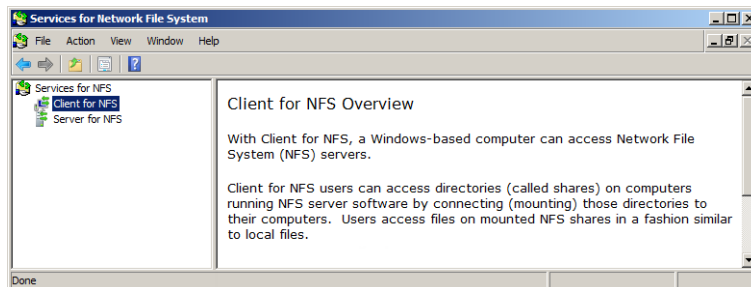 Services for Network File System
File Action View Window Help
Services for NFS
Client for NFS
Server for NFS
Client for NFS Overview
With Client for NFS, a Windows-based computer can access Network File
System (NFS) servers.
Client for NFS users can access directories (called shares) on computers
running NFS server software by connecting (mounting) those directories to
their computers. Users access files on mounted NFS shares in a fashion similar
to local files.
Done